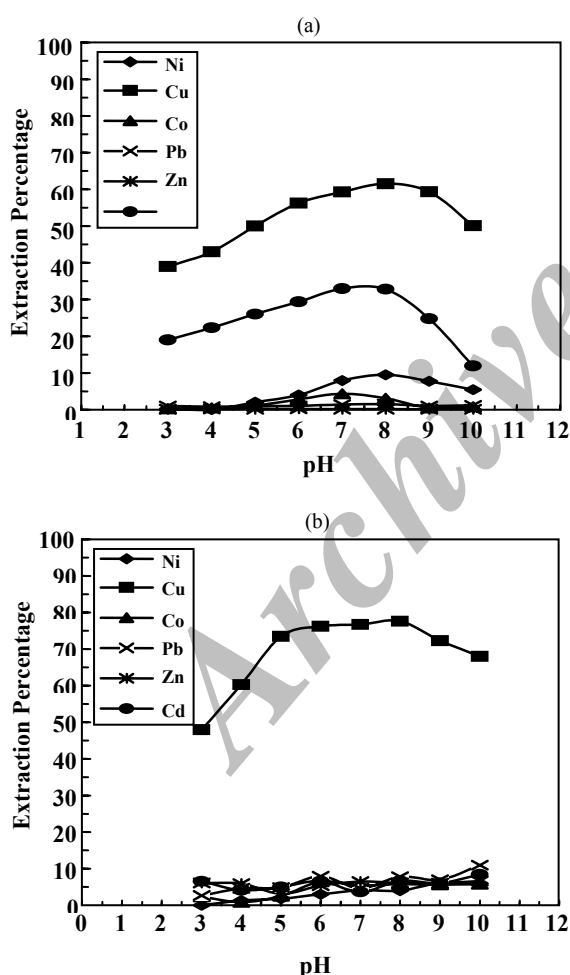 (a)
Extraction Percentage
100
90
80
70
60
50
40
30
20
10
0
Ni
Cu
Co
Pb
Zn
1 2 3 4 5 6 7 8 9 10 11 12
pH
Archive
(b)
Extraction Percentage
100
90
80
70
60
50
40
30
20
10
0
Ni
Cu
Co
Pb
Zn
Cd
0 1 2 3 4 5 6 7 8 9 10 11 12
pH